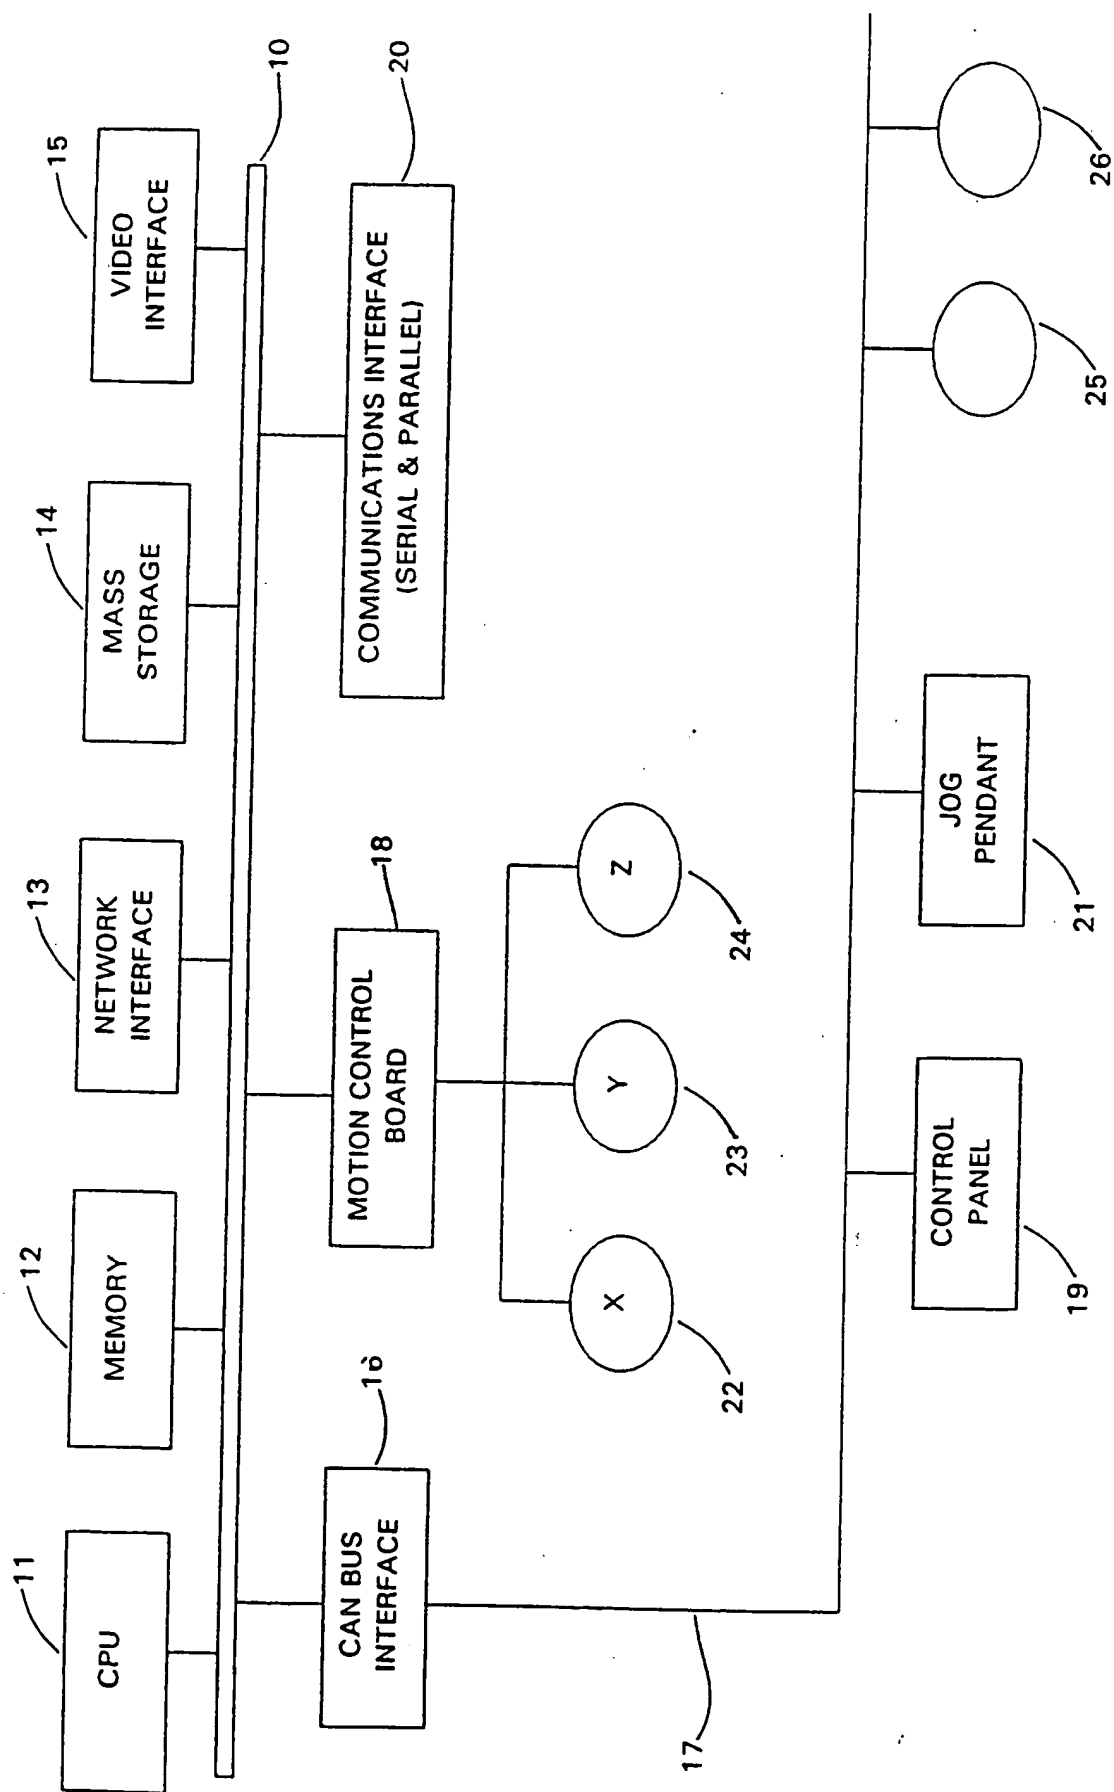 11
CPU
12
MEMORY
13
NETWORK
INTERFACE
14
MASS
STORAGE
15
VIDEO
INTERFACE
10
CAN BUS
INTERFACE
16
MOTION CONTROL
BOARD
18
COMMUNICATIONS INTERFACE
(SERIAL & PARALLEL)
20
X
22
Y
23
Z
24
17
CONTROL
PANEL
19
JOG
PENDANT
21
25
26